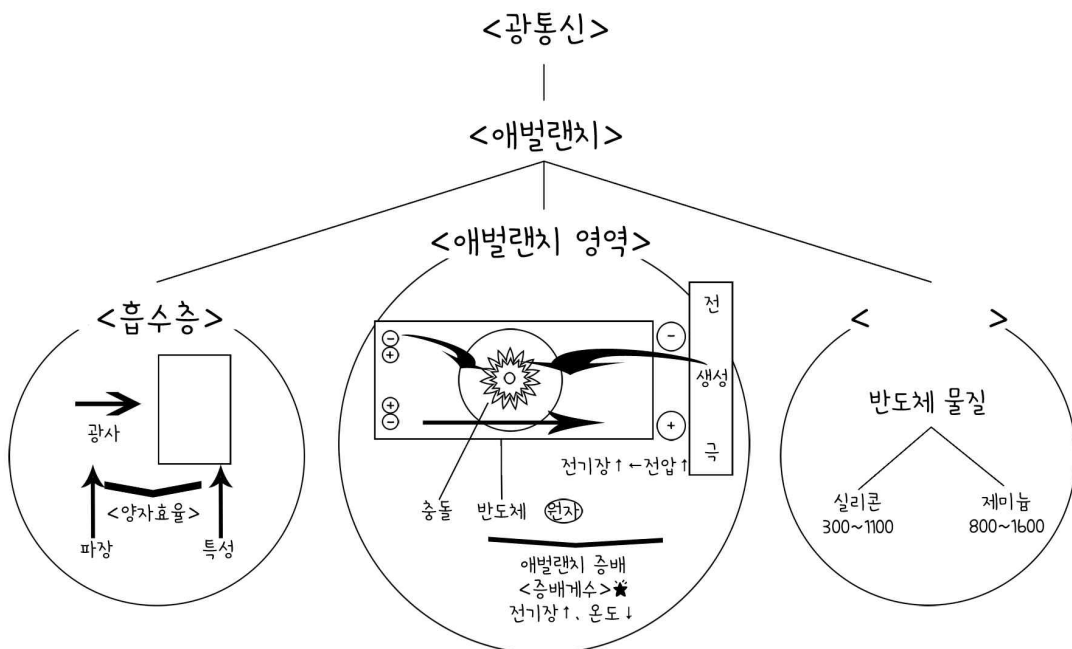 <광통신>
<애벌랜치>
<애벌랜치 영역>
<흡수층>
광사
<양자효율>
파장
특성
전
생성
극
전기장↑ ←전압↑
충돌
반도체
원자
애벌랜치 증배
<증배계수>★
전기장↑, 온도↓
< >
반도체 물질
실리콘
300~1100
제미늄
800~1600